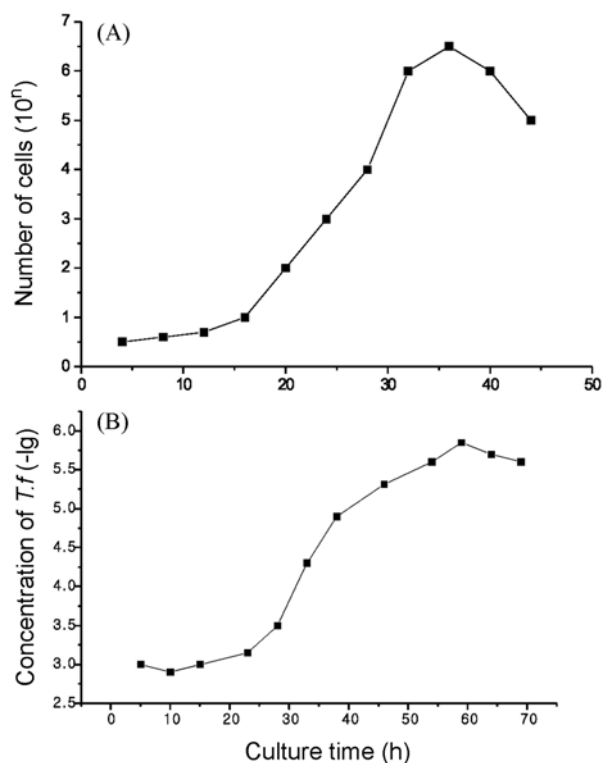 (A)
Number of cells (10ⁿ)
7
6
5
4
3
2
1
0
0 10 20 30 40 50
(B)
Concentration of T.f (-lg)
6.0
5.5
5.0
4.5
4.0
3.5
3.0
2.5
0 10 20 30 40 50 60 70
Culture time (h)